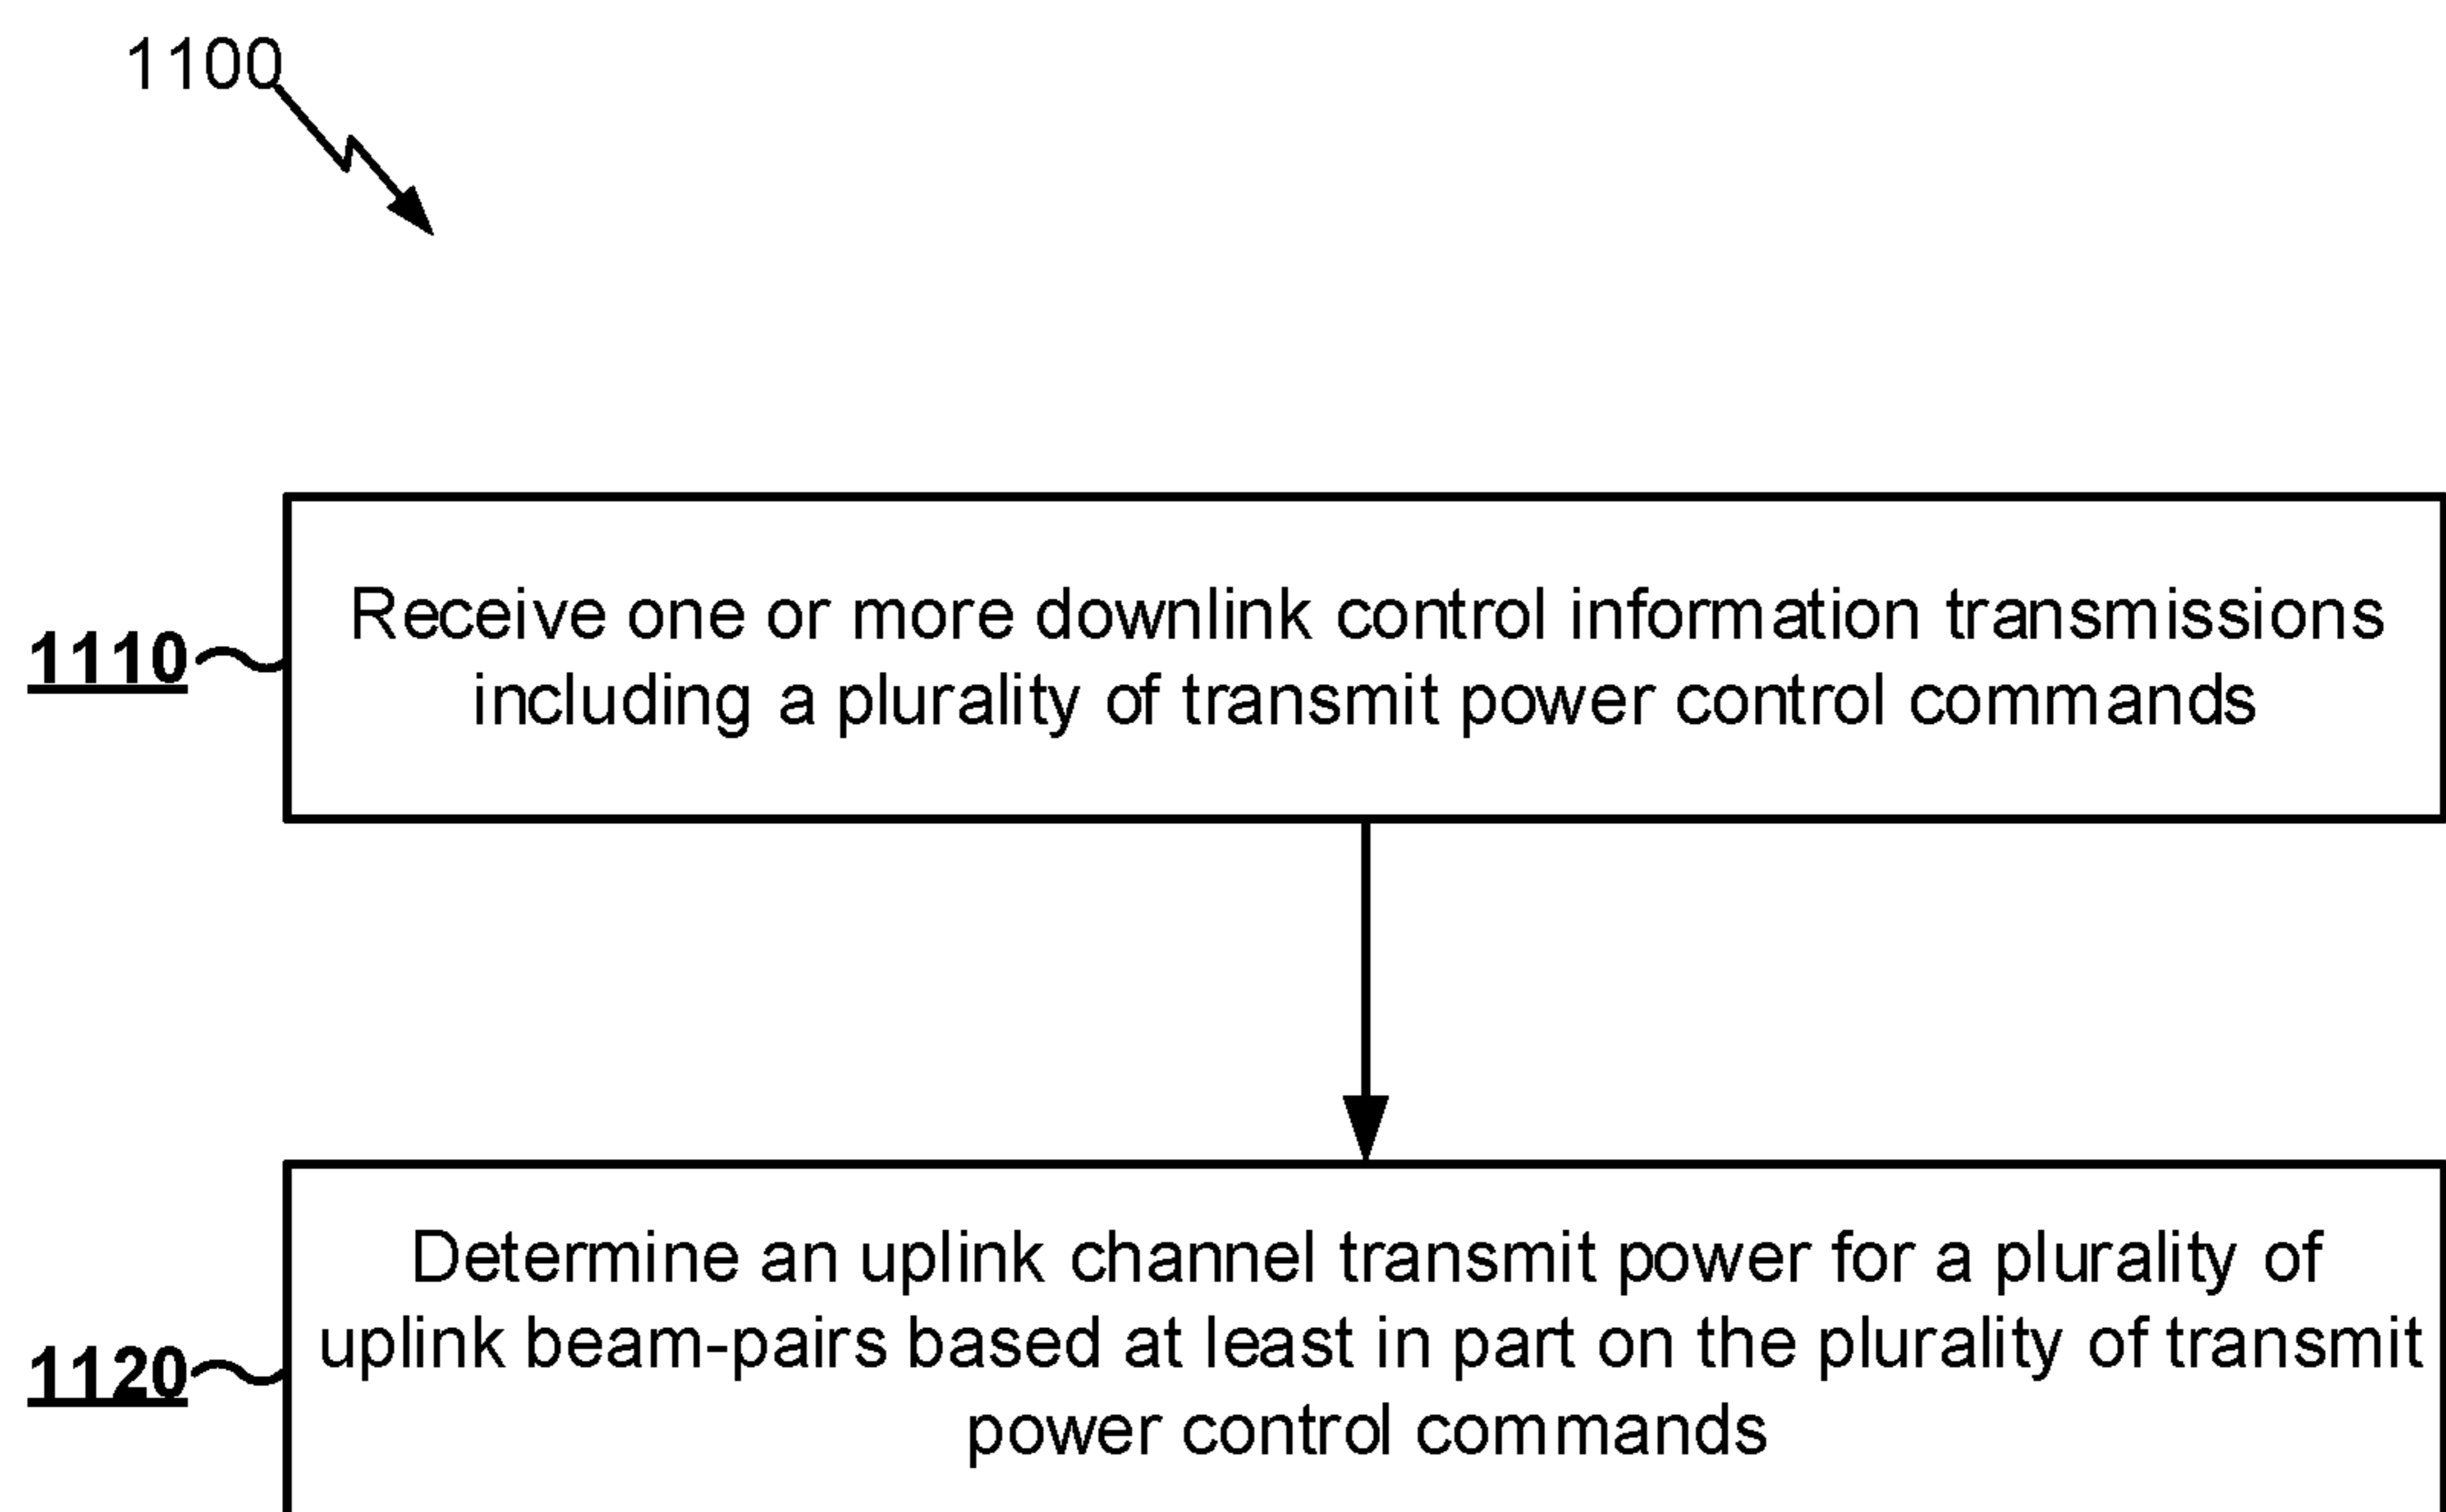 1100
1110
Receive one or more downlink control information transmissions
including a plurality of transmit power control commands
1120
Determine an uplink channel transmit power for a plurality of
uplink beam-pairs based at least in part on the plurality of transmit
power control commands